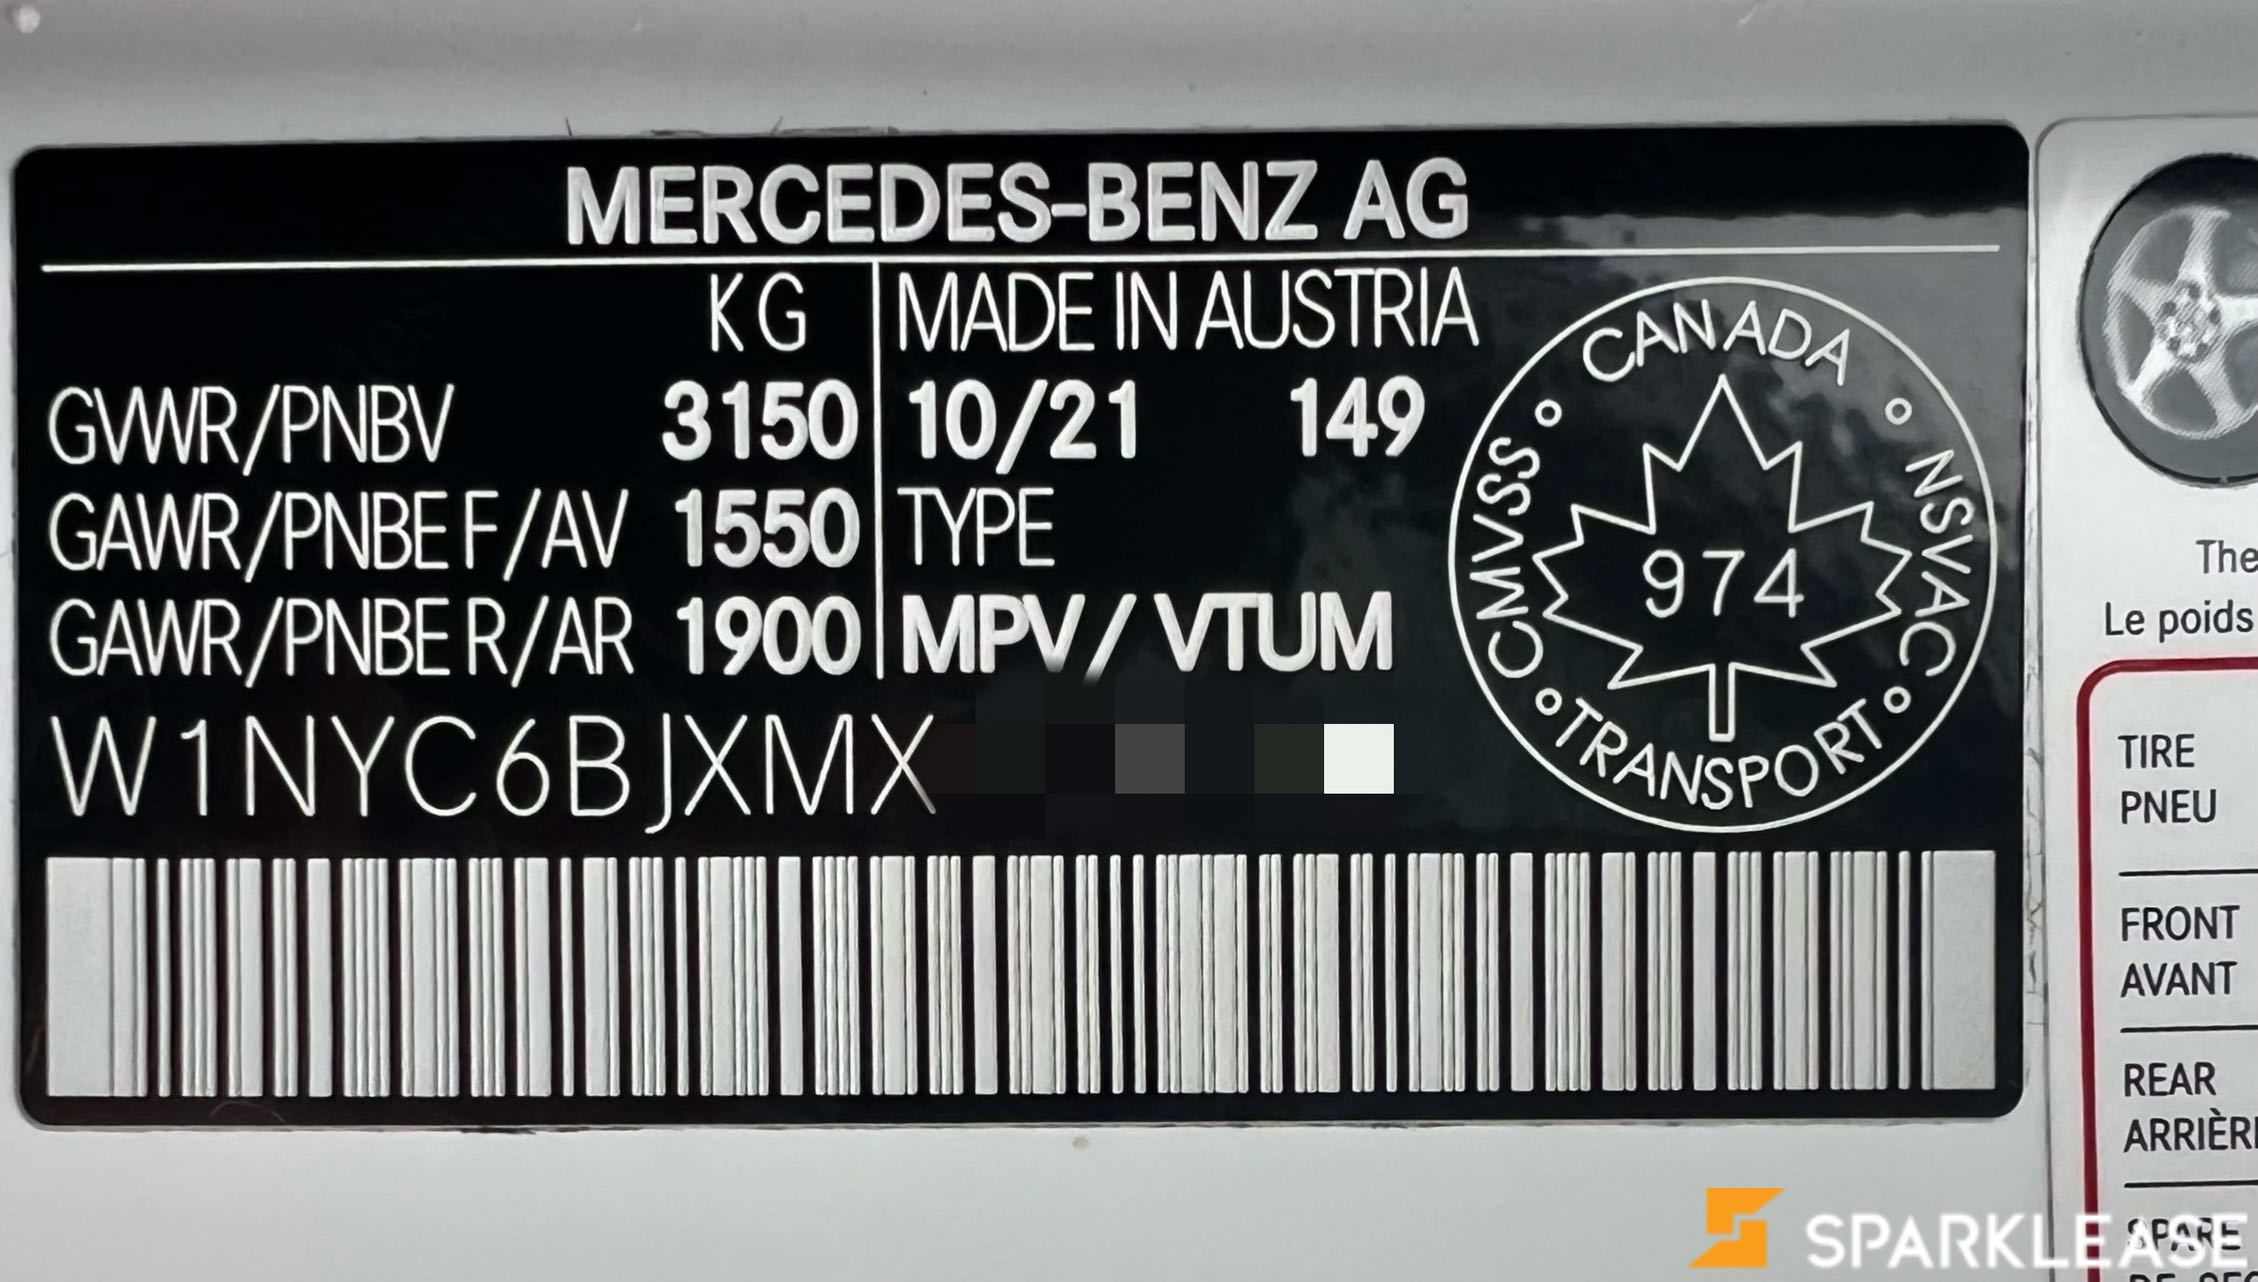 MERCEDES-BENZ AG
KG
MADE IN AUSTRIA
GVWR/PNBV 3150
10/21 149
GAWR/PNBE F/AV 1550
TYPE
GAWR/PNBE R/AR 1900
MPV/VTUM
W1NYC6BJXMX
CANADA
NSVAC
TRANSPORT
CMVSS
974
The
Le poids
TIRE
PNEU
FRONT
AVANT
REAR
SPARE
SPARKLEASE